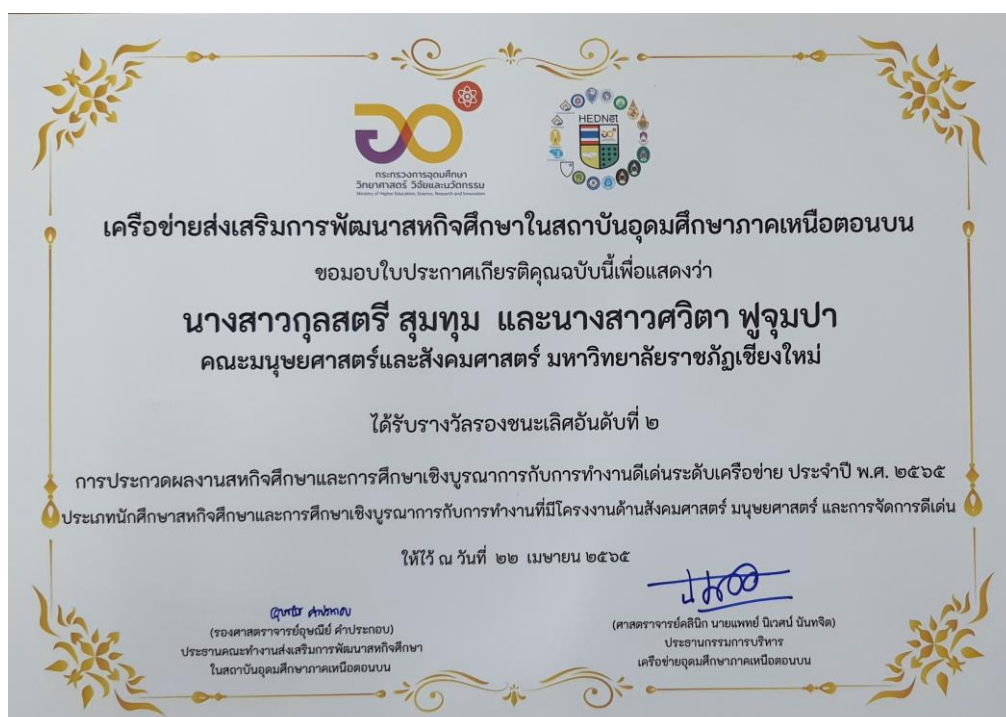 กระทรวงการอุดมศึกษา
วิทยาศาสตร์ วิจัยและนวัตกรรม
Ministry of Higher Education, Science, Research and Innovation
HEDNet
เครือข่ายส่งเสริมการพัฒนาสหกิจศึกษาในสถาบันอุดมศึกษาภาคเหนือตอนบน
ขอมอบใบประกาศเกียรติคุณฉบับนี้เพื่อแสดงว่า
นางสาวกุลสตรี สุมทุม และนางสาวศวิตา ฟูจุมปา
คณะมนุษยศาสตร์และสังคมศาสตร์ มหาวิทยาลัยราชภัฏเชียงใหม่
ได้รับรางวัลรองชนะเลิศอันดับที่ ๒
การประกวดผลงานสหกิจศึกษาและการศึกษาเชิงบูรณาการกับการทำงานดีเด่นระดับเครือข่าย ประจำปี พ.ศ. ๒๕๖๕
ประเภทนักศึกษาสหกิจศึกษาและการศึกษาเชิงบูรณาการกับการทำงานที่มีโครงงานด้านสังคมศาสตร์ มนุษยศาสตร์ และการจัดการดีเด่น
ให้ไว้ ณ วันที่ ๒๒ เมษายน ๒๕๖๕
(รองศาสตราจารย์อุษณีย์ คำประกอบ)
ประธานคณะทำงานส่งเสริมการพัฒนาสหกิจศึกษา
ในสถาบันอุดมศึกษาภาคเหนือตอนบน
(ศาสตราจารย์คลินิก นายแพทย์ นิเวศน์ นันทจิต)
ประธานกรรมการบริหาร
เครือข่ายอุดมศึกษาภาคเหนือตอนบน